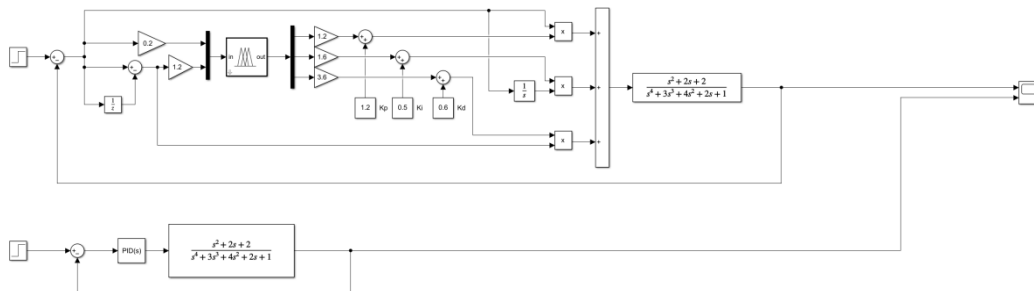 0.2
1.2
1
s
in out
1.2
1.6
3.6
1.2 Kp
0.5 Ki
0.6 Kd
1
s
x
x
x
s² + 2s + 2
s⁴ + 3s³ + 4s² + 2s + 1
PID(s)
s² + 2s + 2
s⁴ + 3s³ + 4s² + 2s + 1